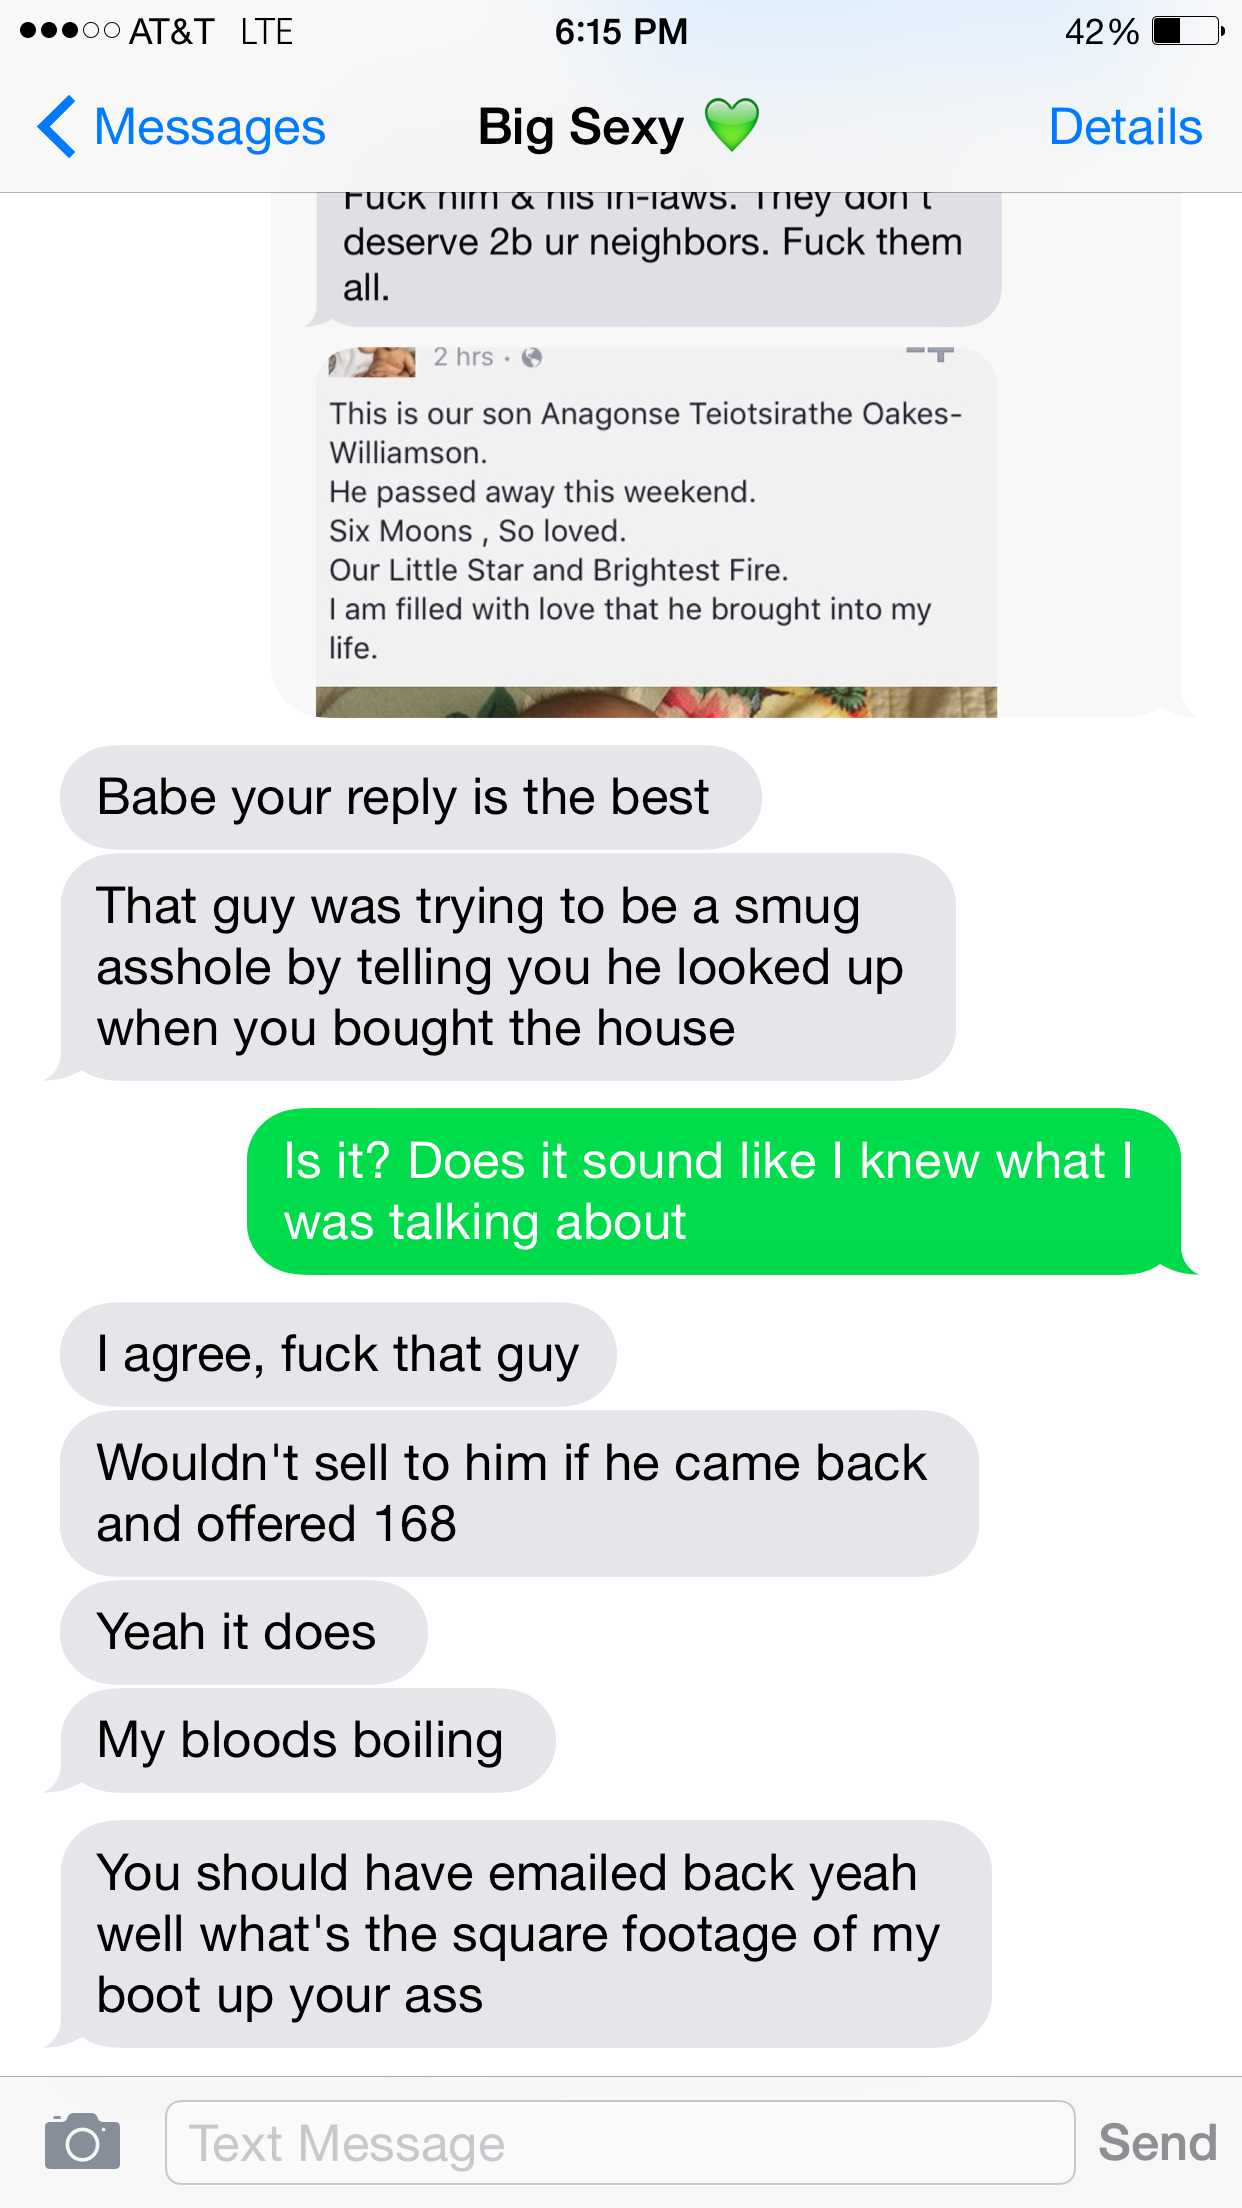 AT&T LTE 6:15 PM 42%
Messages Big Sexy 💚 Details
Fuck him & his in-laws. They don't
deserve 2b ur neighbors. Fuck them
all.
2 hrs ·
This is our son Anagonse Teiotsirathe Oakes-
Williamson.
He passed away this weekend.
Six Moons , So loved.
Our Little Star and Brightest Fire.
I am filled with love that he brought into my
life.
Babe your reply is the best
That guy was trying to be a smug
asshole by telling you he looked up
when you bought the house
Is it? Does it sound like I knew what I
was talking about
I agree, fuck that guy
Wouldn't sell to him if he came back
and offered 168
Yeah it does
My bloods boiling
You should have emailed back yeah
well what's the square footage of my
boot up your ass
Text Message Send